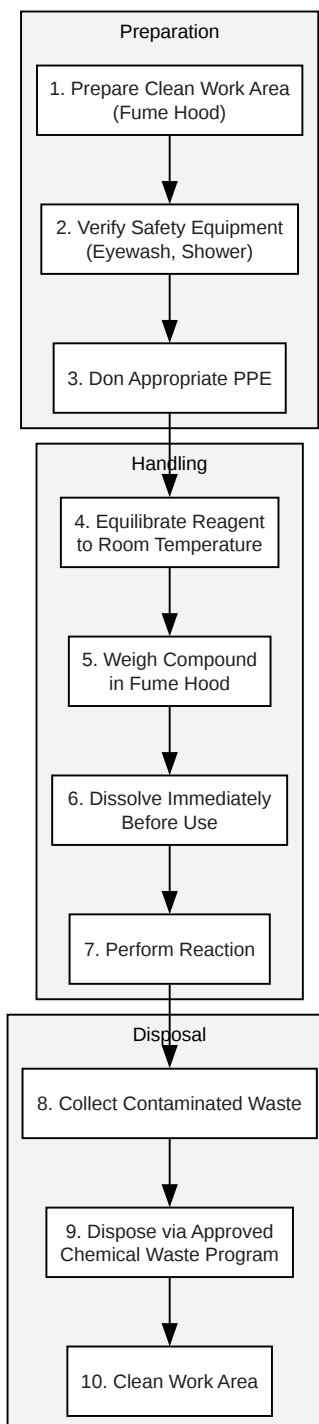 Preparation
1. Prepare Clean Work Area
(Fume Hood)
2. Verify Safety Equipment
(Eyewash, Shower)
3. Don Appropriate PPE
Handling
4. Equilibrate Reagent
to Room Temperature
5. Weigh Compound
in Fume Hood
6. Dissolve Immediately
Before Use
7. Perform Reaction
Disposal
8. Collect Contaminated Waste
9. Dispose via Approved
Chemical Waste Program
10. Clean Work Area